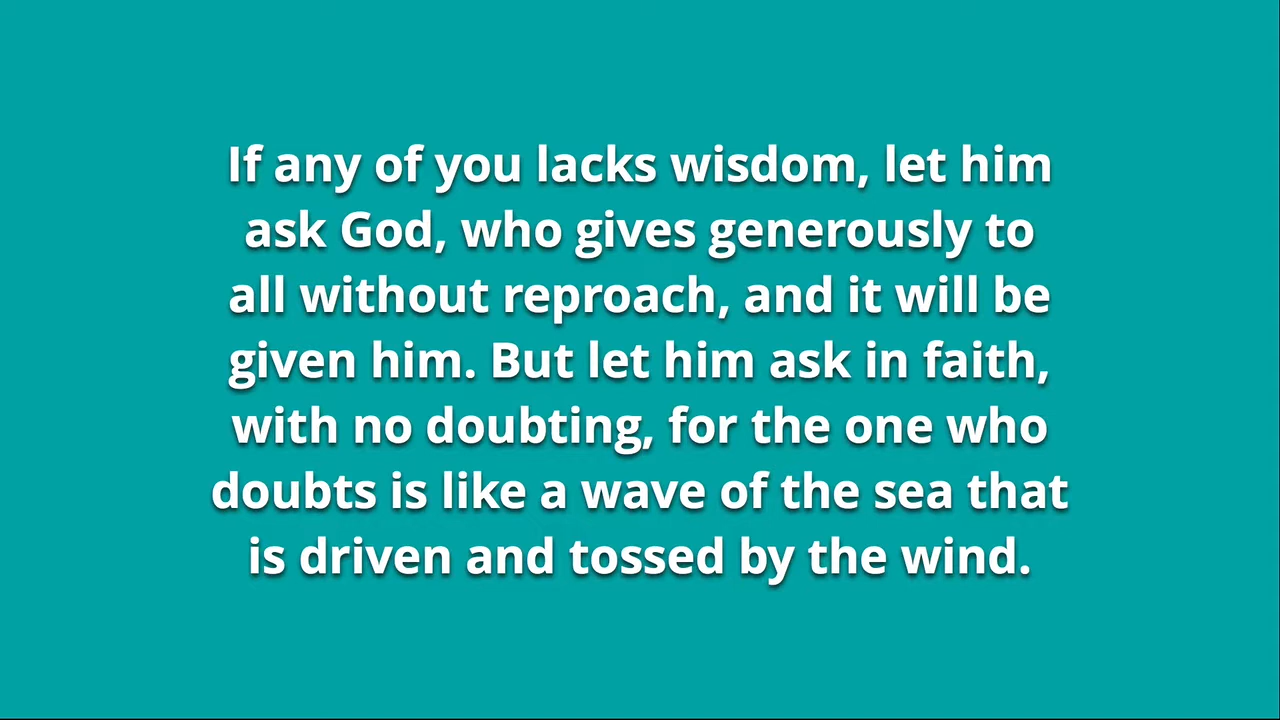 If any of you lacks wisdom, let him
ask God, who gives generously to
all without reproach, and it will be
given him. But let him ask in faith,
with no doubting, for the one who
doubts is like a wave of the sea that
is driven and tossed by the wind.